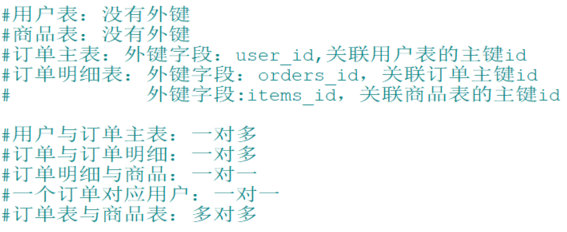 #用户表：没有外键
#商品表：没有外键
#订单主表：外键字段：user_id,关联用户表的主键id
#订单明细表：外键字段：orders_id，关联订单主键id
#            外键字段:items_id，关联商品表的主键id
#用户与订单主表：一对多
#订单与订单明细：一对多
#订单明细与商品：一对一
#一个订单对应用户：一对一
#订单表与商品表：多对多